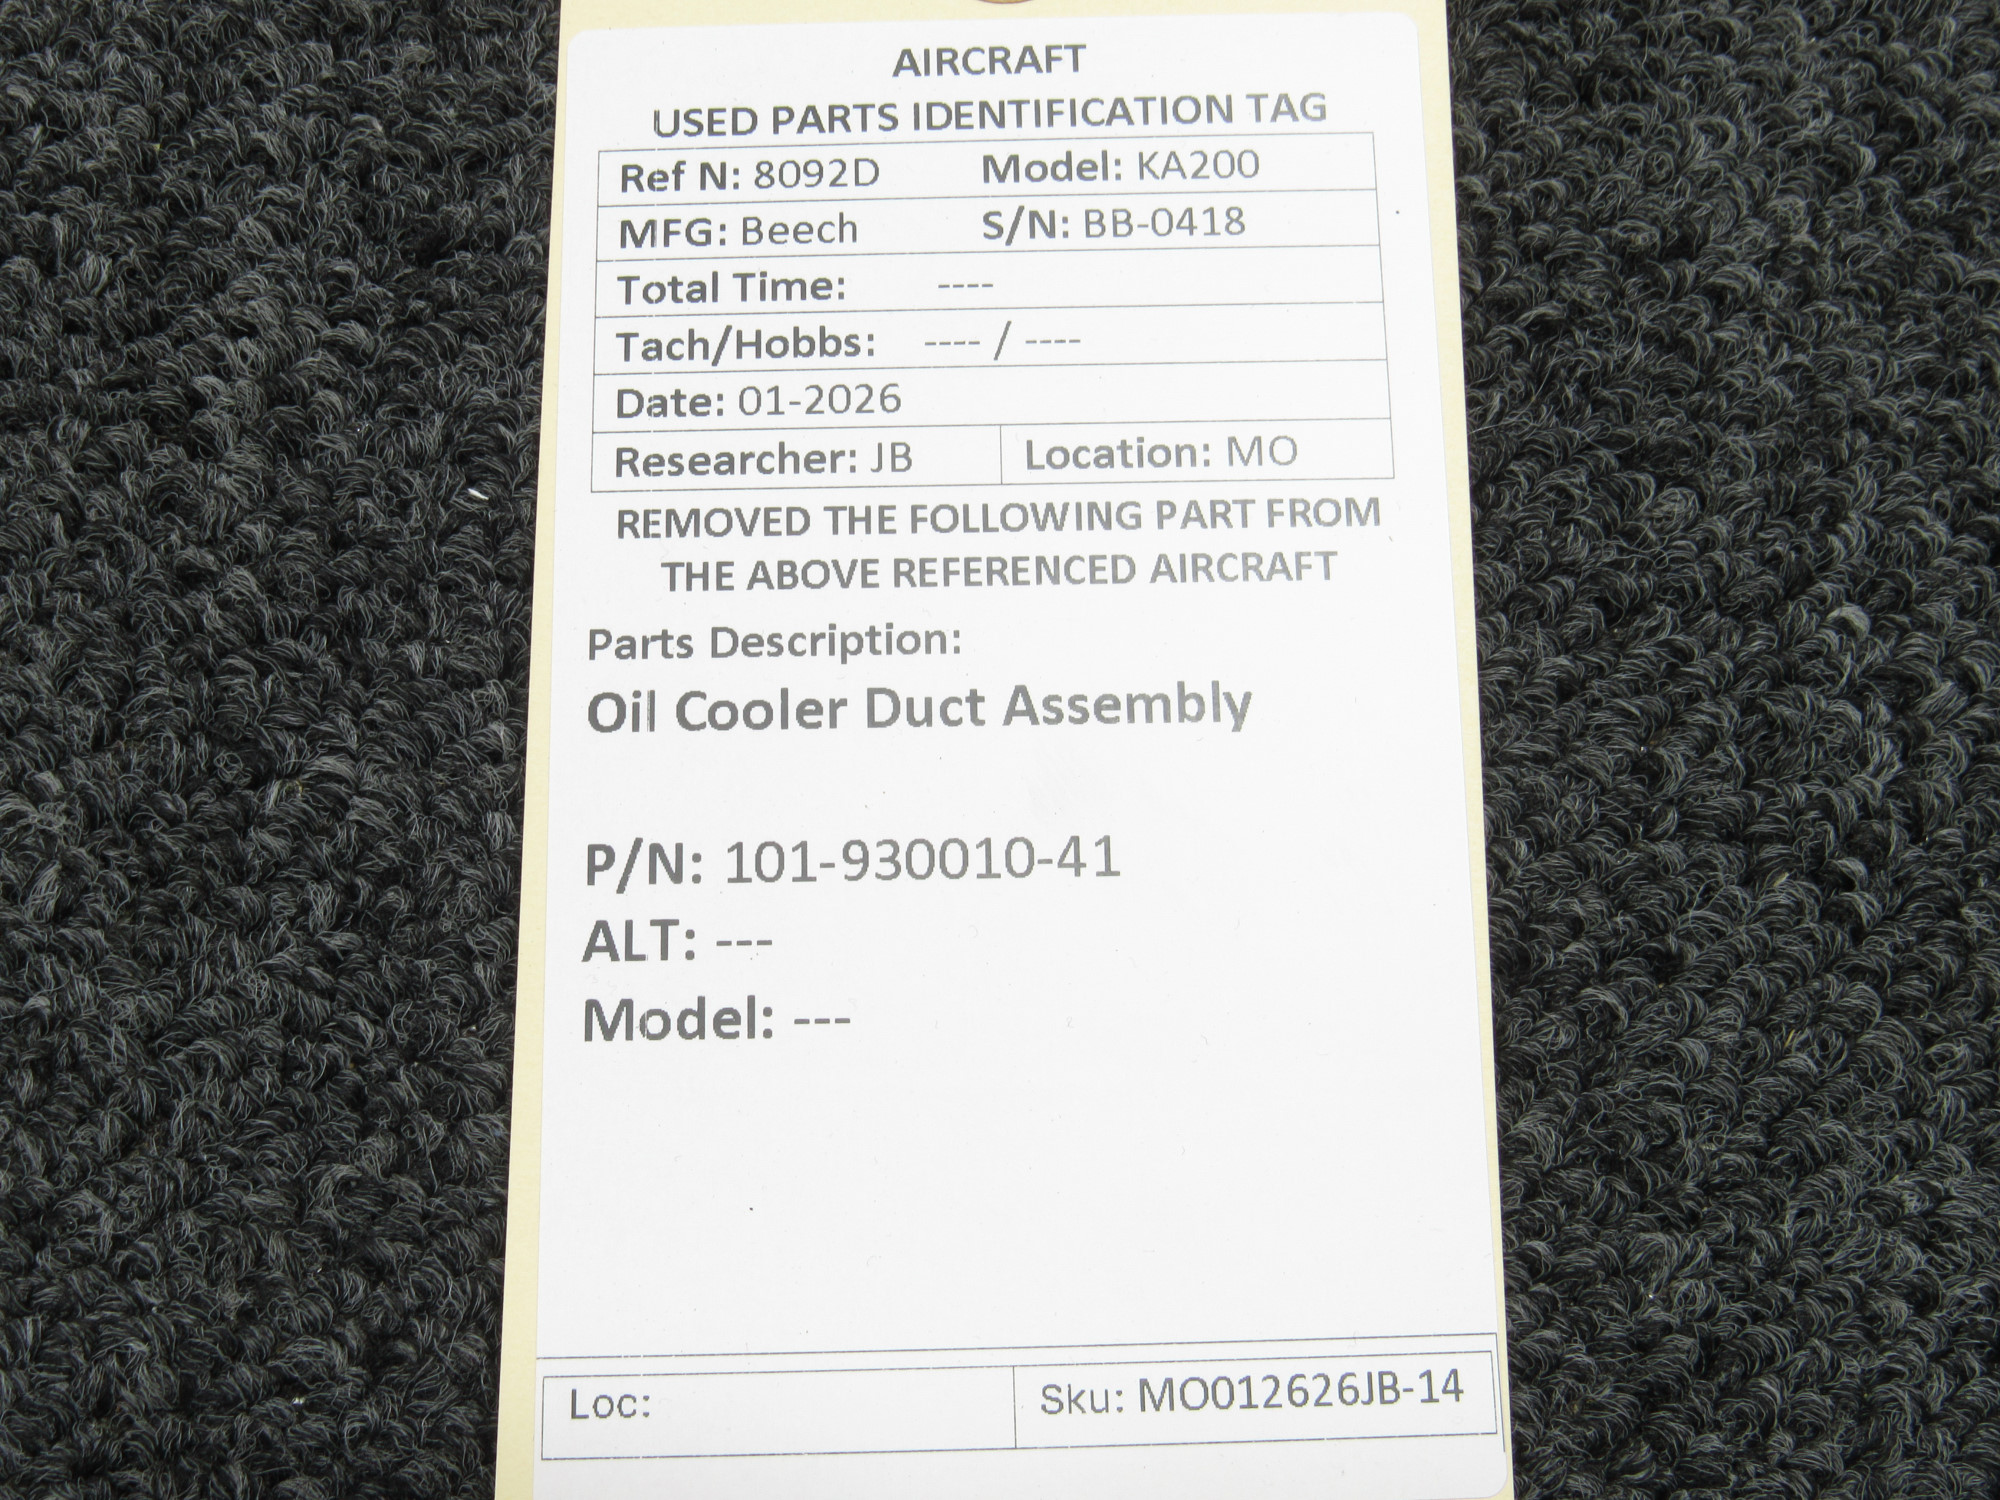 AIRCRAFT
USED PARTS IDENTIFICATION TAG
Ref N: 8092D Model: KA200
MFG: Beech S/N: BB-0418
Total Time: ----
Tach/Hobbs: ---- / ----
Date: 01-2026
Researcher: JB Location: MO
REMOVED THE FOLLOWING PART FROM
THE ABOVE REFERENCED AIRCRAFT
Parts Description:
Oil Cooler Duct Assembly
P/N: 101-930010-41
ALT: ---
Model: ---
Loc: Sku: MO012626JB-14